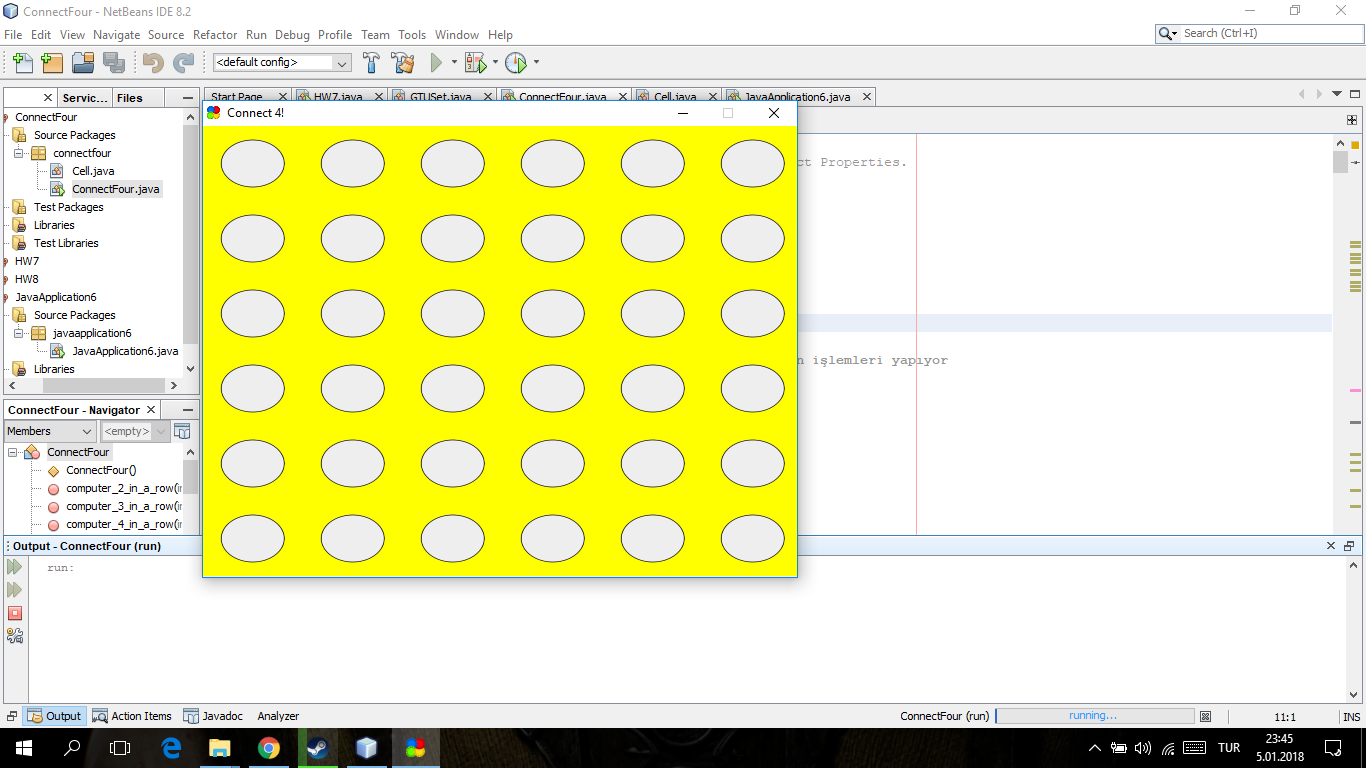 ConnectFour - NetBeans IDE 8.2
File Edit View Navigate Source Refactor Run Debug Profile Team Tools Window Help
Search (Ctrl+I)
<default config>
Servic... Files
Start Page HW7.java GTUSet.java ConnectFour.java Cell.java JavaApplication6.java
Connect 4!
ConnectFour
Source Packages
connectfour
Cell.java
ConnectFour.java
Test Packages
Libraries
Test Libraries
HW7
HW8
JavaApplication6
Source Packages
javaapplication6
JavaApplication6.java
Libraries
Properties.
işlemleri yapıyor
ConnectFour - Navigator
Members <empty>
ConnectFour
ConnectFour()
computer_2_in_a_row(
computer_3_in_a_row(
computer_4_in_a_row(
Output - ConnectFour (run)
run:
Output Action Items Javadoc Analyzer
ConnectFour (run) running... 11:1 INS
TUR 23:45
5.01.2018